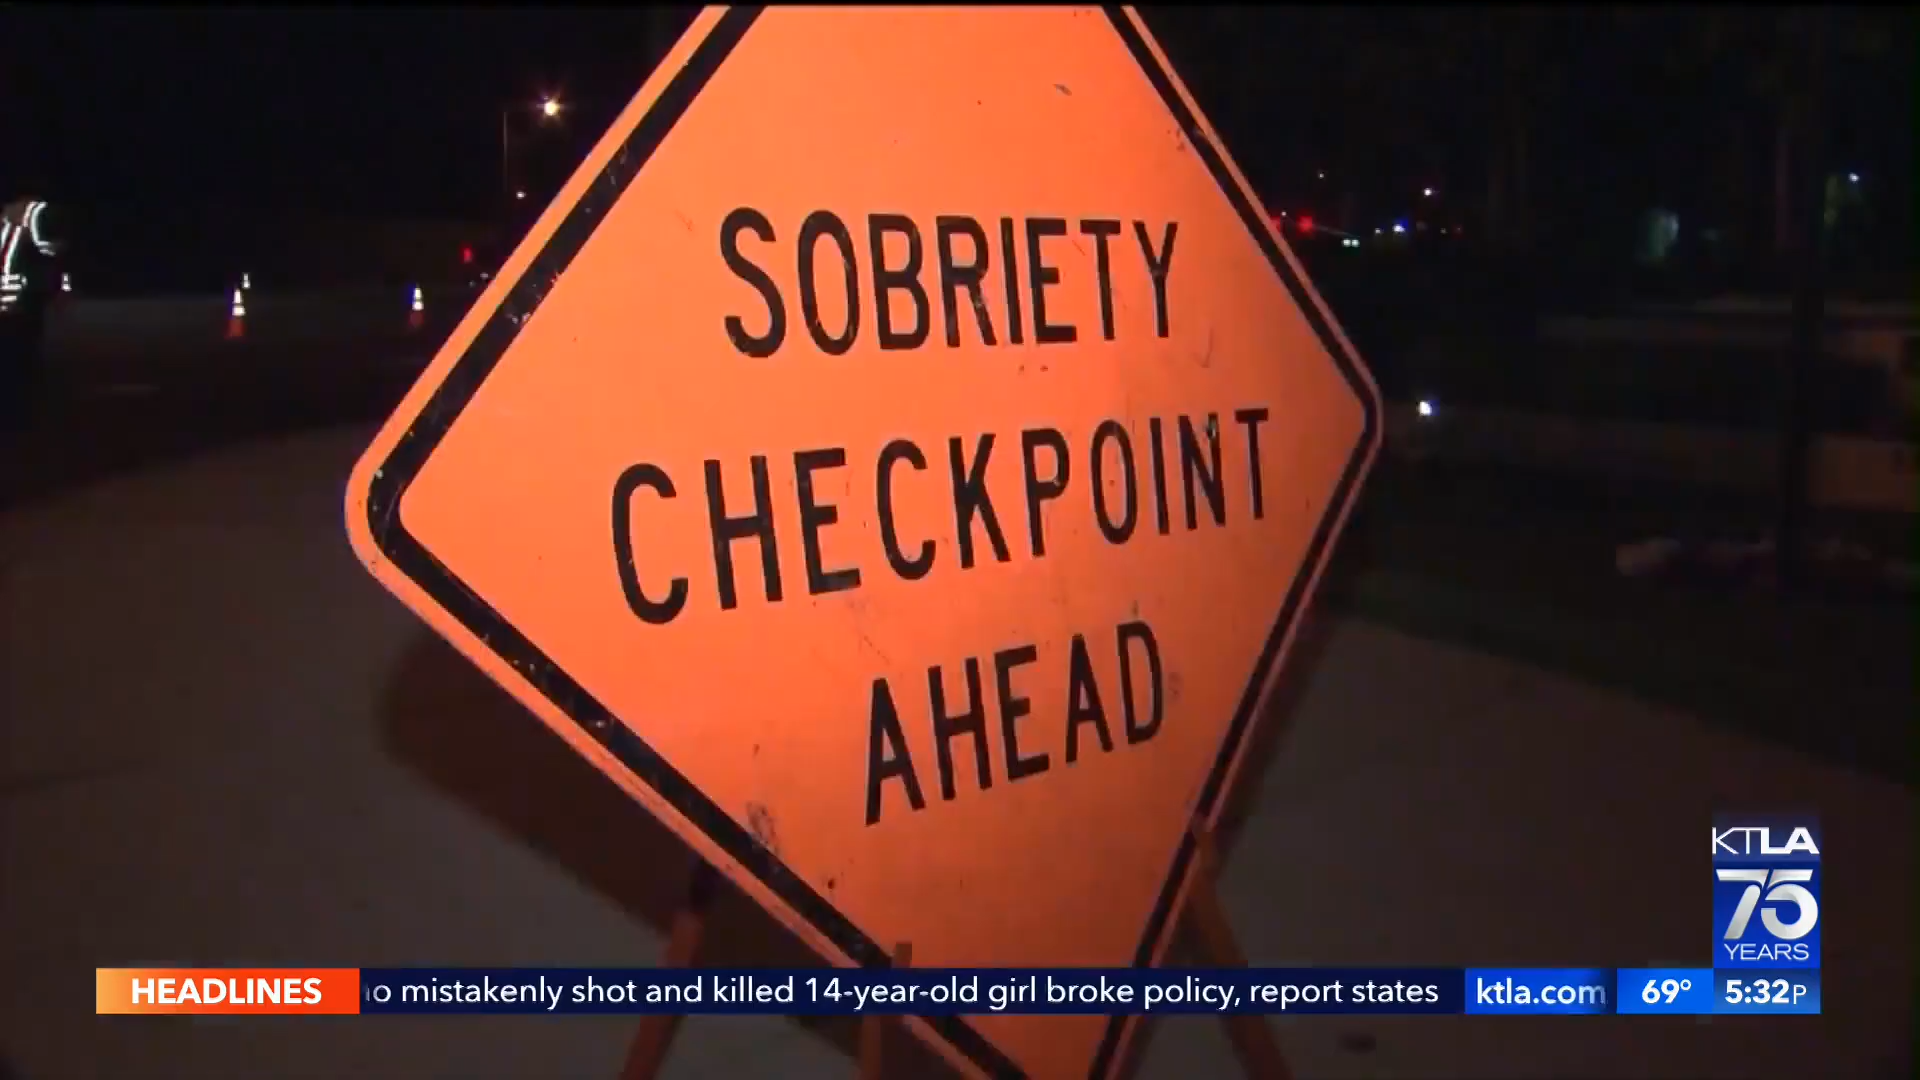 SOBRIETY
CHECKPOINT
AHEAD
KTLA
75
YEARS
HEADLINES
o mistakenly shot and killed 14-year-old girl broke policy, report states
ktla.com
69°
5:32P